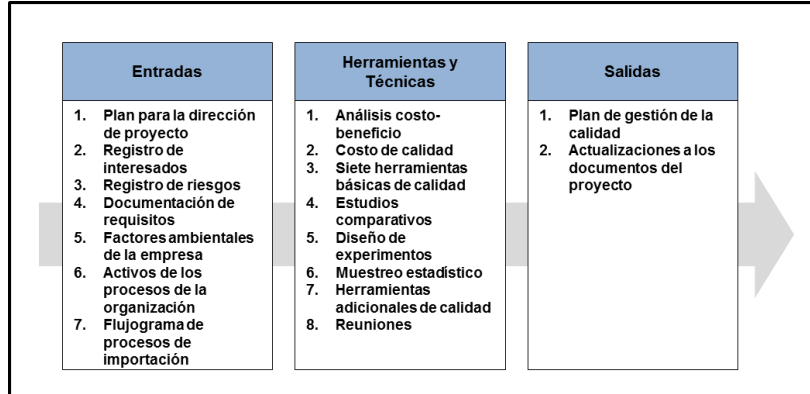 Entradas
1. Plan para la dirección
de proyecto
2. Registro de
interesados
3. Registro de riesgos
4. Documentación de
requisitos
5. Factores ambientales
de la empresa
6. Activos de los
procesos de la
organización
7. Flujograma de
procesos de
importación
Herramientas y
Técnicas
1. Análisis costo-
beneficio
2. Costo de calidad
3. Siete herramientas
básicas de calidad
4. Estudios
comparativos
5. Diseño de
experimentos
6. Muestreo estadístico
7. Herramientas
adicionales de calidad
8. Reuniones
Salidas
1. Plan de gestión de la
calidad
2. Actualizaciones a los
documentos del
proyecto